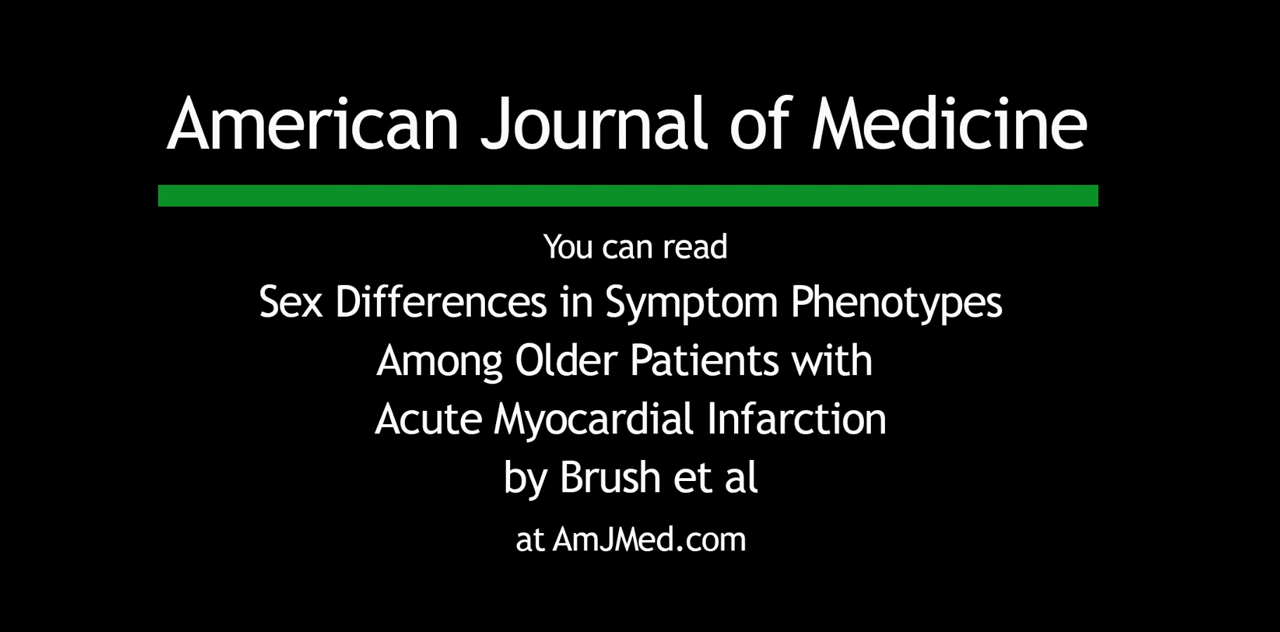 American Journal of Medicine
You can read
Sex Differences in Symptom Phenotypes
Among Older Patients with
Acute Myocardial Infarction
by Brush et al
at AmJMed.com